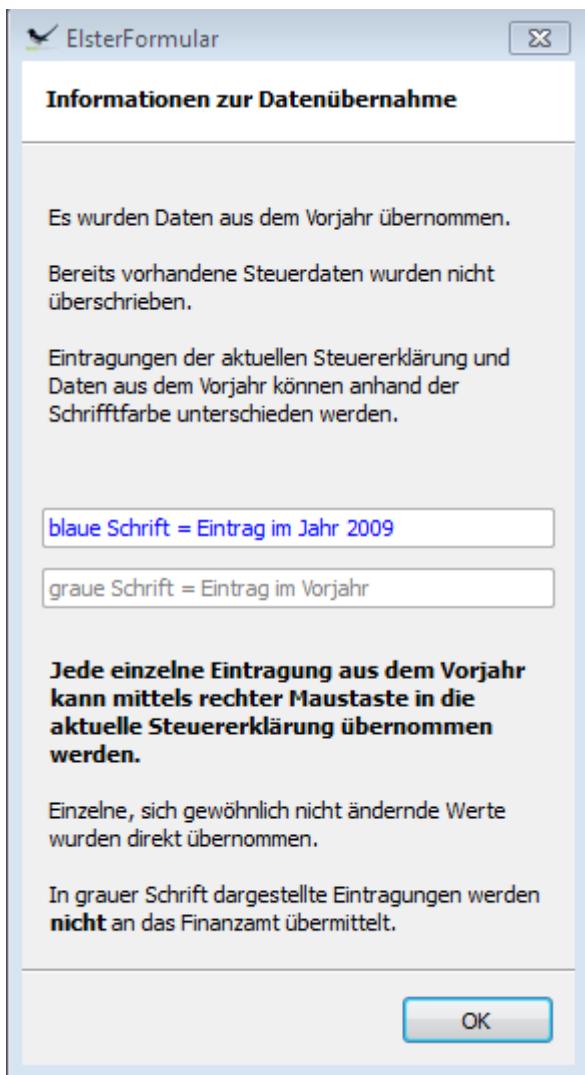 ElsterFormular
Informationen zur Datenübernahme
Es wurden Daten aus dem Vorjahr übernommen.
Bereits vorhandene Steuerdaten wurden nicht
überschrieben.
Eintragungen der aktuellen Steuererklärung und
Daten aus dem Vorjahr können anhand der
Schrifftfarbe unterschieden werden.
blaue Schrift = Eintrag im Jahr 2009
graue Schrift = Eintrag im Vorjahr
Jede einzelne Eintragung aus dem Vorjahr
kann mittels rechter Maustaste in die
aktuelle Steuererklärung übernommen
werden.
Einzelne, sich gewöhnlich nicht ändernde Werte
wurden direkt übernommen.
In grauer Schrift dargestellte Eintragungen werden
nicht an das Finanzamt übermittelt.
OK